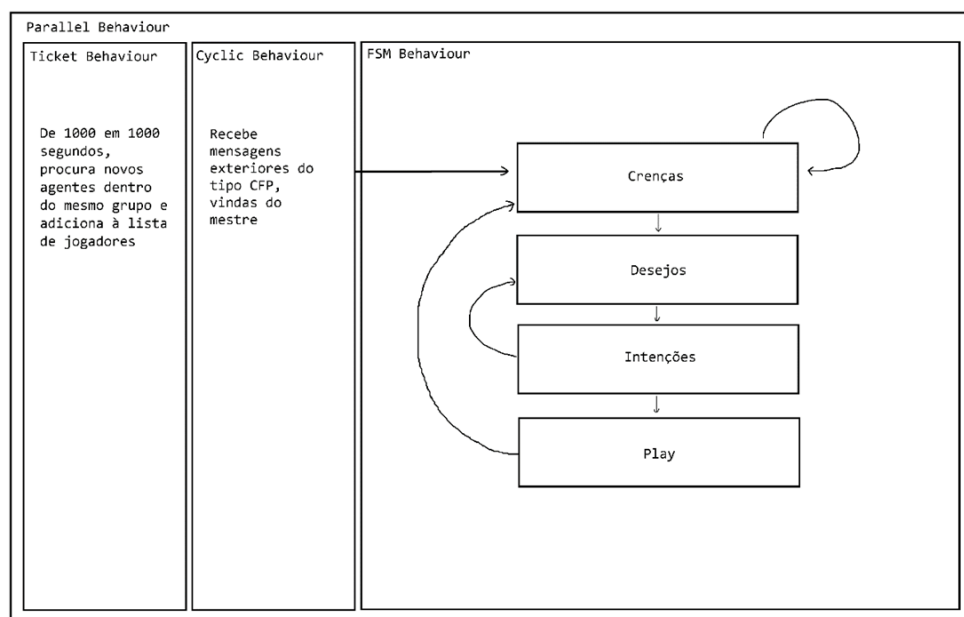 Parallel Behaviour
Ticket Behaviour
De 1000 em 1000
segundos,
procura novos
agentes dentro
do mesmo grupo e
adiciona à lista
de jogadores
Cyclic Behaviour
Recebe
mensagens
exteriores do
tipo CFP,
vindas do
mestre
FSM Behaviour
Crenças
Desejos
Intenções
Play